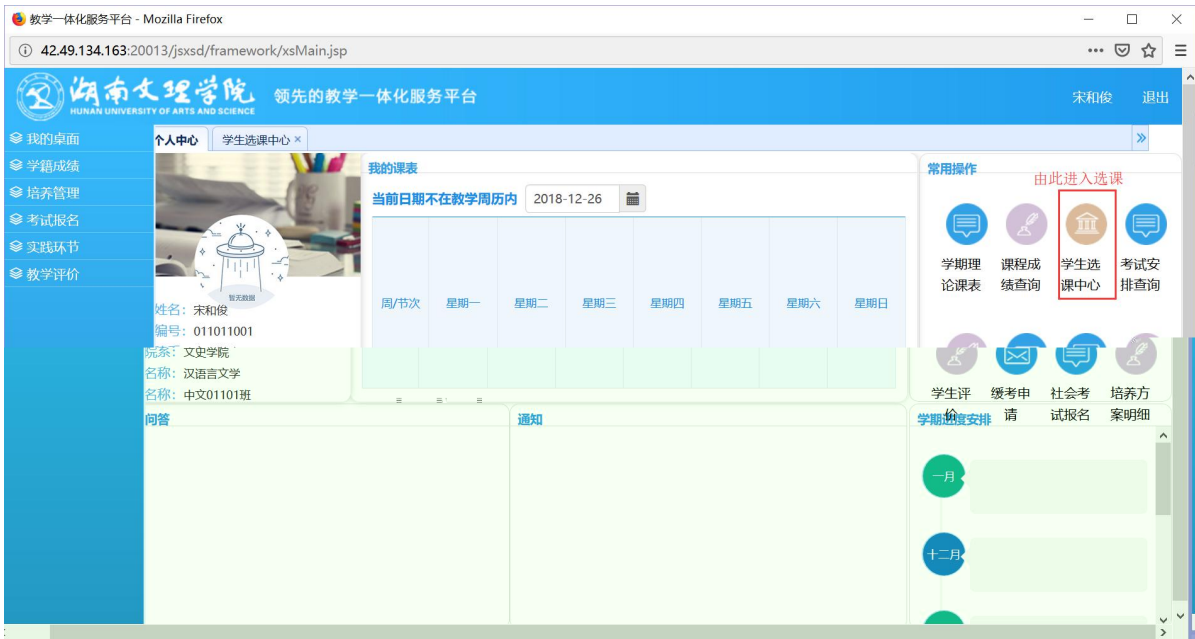 教学一体化服务平台 - Mozilla Firefox
42.49.134.163:20013/jsxsd/framework/xsMain.jsp
湖南文理学院
HUNAN UNIVERSITY OF ARTS AND SCIENCE
领先的教学一体化服务平台
宋和俊 退出
我的桌面
学籍成绩
培养管理
考试报名
实践环节
教学评价
个人中心 学生选课中心 ×
暂无数据
姓名：宋和俊
编号：011011001
院系：文史学院
名称：汉语言文学
名称：中文01101班
我的课表
当前日期不在教学周历内 2018-12-26
周/节次 星期一 星期二 星期三 星期四 星期五 星期六 星期日
常用操作
由此进入选课
学期理论课表
课程成绩查询
学生选课中心
考试安排查询
学生评价
缓考申请
社会考试报名
培养方案明细
问答
通知
学期进度安排
一月
十二月